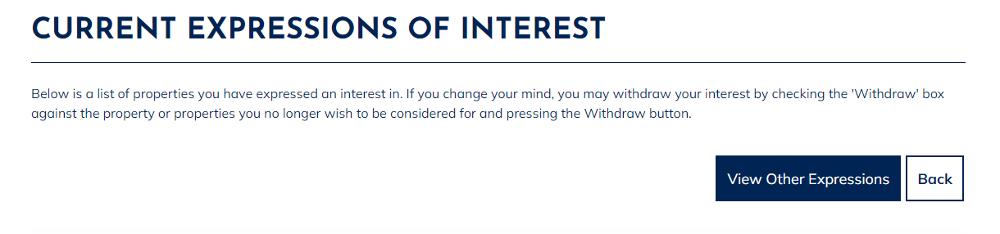 CURRENT EXPRESSIONS OF INTEREST
Below is a list of properties you have expressed an interest in. If you change your mind, you may withdraw your interest by checking the 'Withdraw' box
against the property or properties you no longer wish to be considered for and pressing the Withdraw button.
View Other Expressions
Back